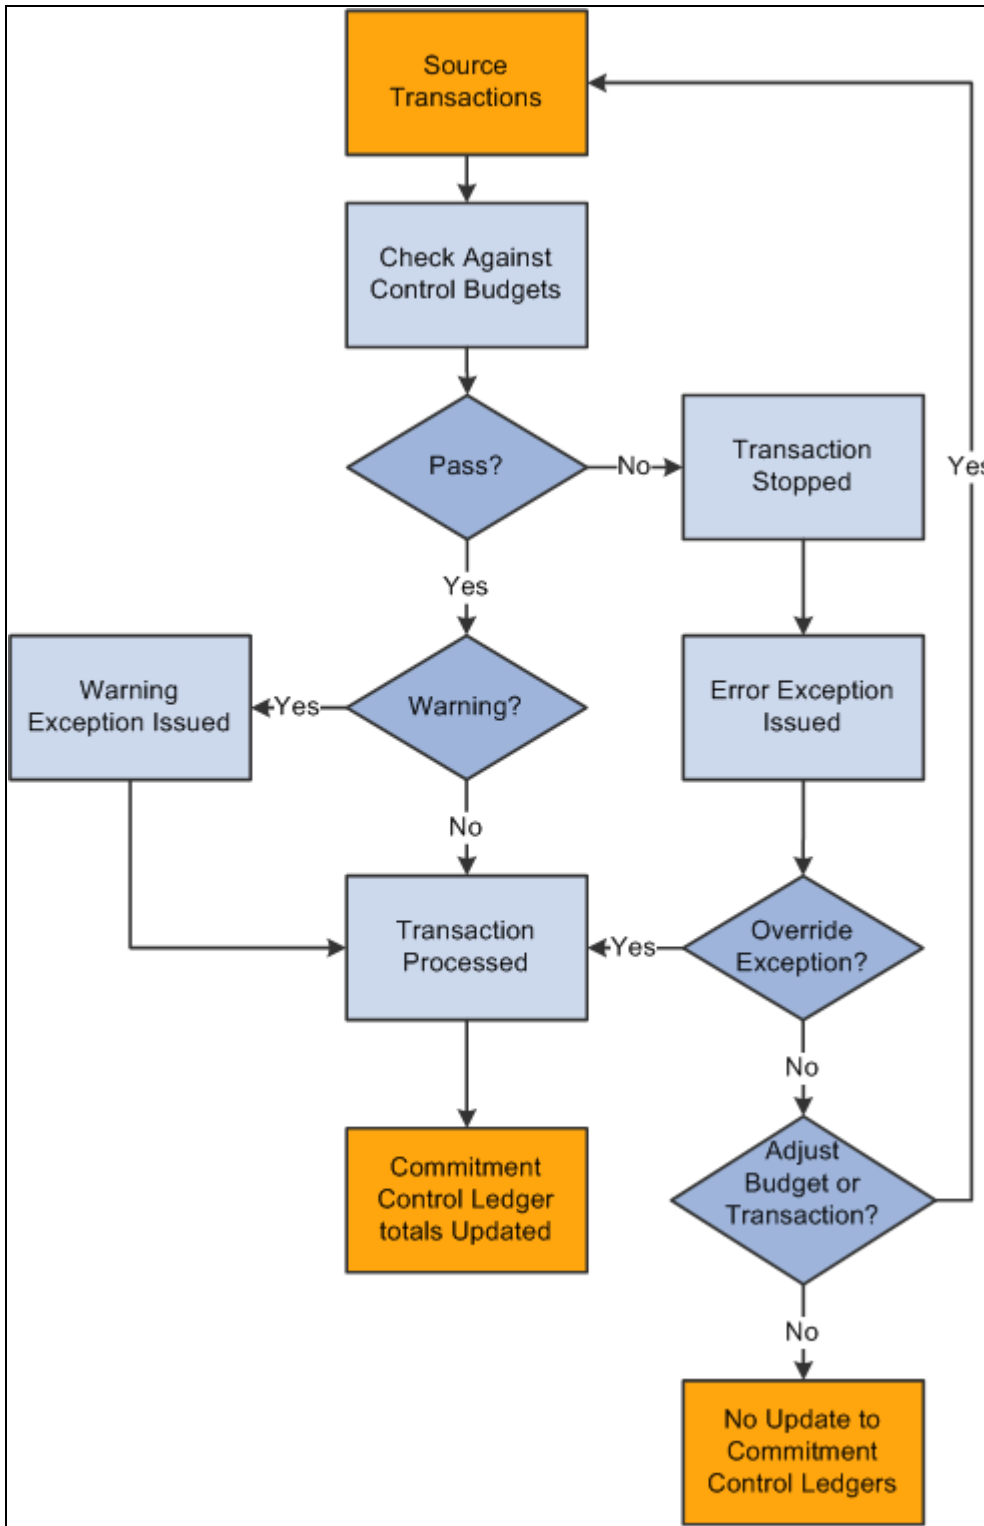 Source
Transactions
Check Against
Control Budgets
Pass?
No
Transaction
Stopped
Yes
Yes
Warning
Exception Issued
Yes
Warning?
Error Exception
Issued
No
Transaction
Processed
Yes
Override
Exception?
No
Commitment
Control Ledger
totals Updated
Adjust
Budget or
Transaction?
No
No Update to
Commitment
Control Ledgers